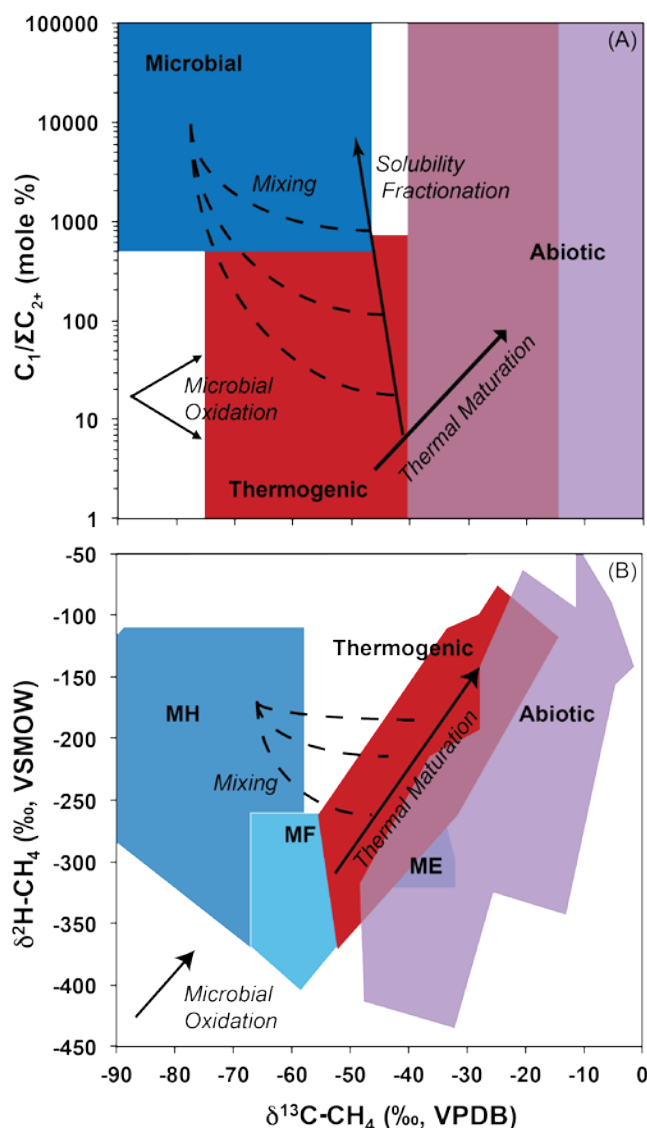 (A)
100000
10000
1000
100
10
1
C₁/ΣC₂₊ (mole %)
Microbial
Mixing
Solubility
Fractionation
Abiotic
Microbial
Oxidation
Thermal Maturation
Thermogenic
(B)
-50
-100
-150
-200
-250
-300
-350
-400
-450
δ²H-CH₄ (‰, VSMOW)
Thermogenic
MH
Abiotic
Mixing
MF
Thermal Maturation
ME
Microbial
Oxidation
-90 -80 -70 -60 -50 -40 -30 -20 -10 0
δ¹³C-CH₄ (‰, VPDB)